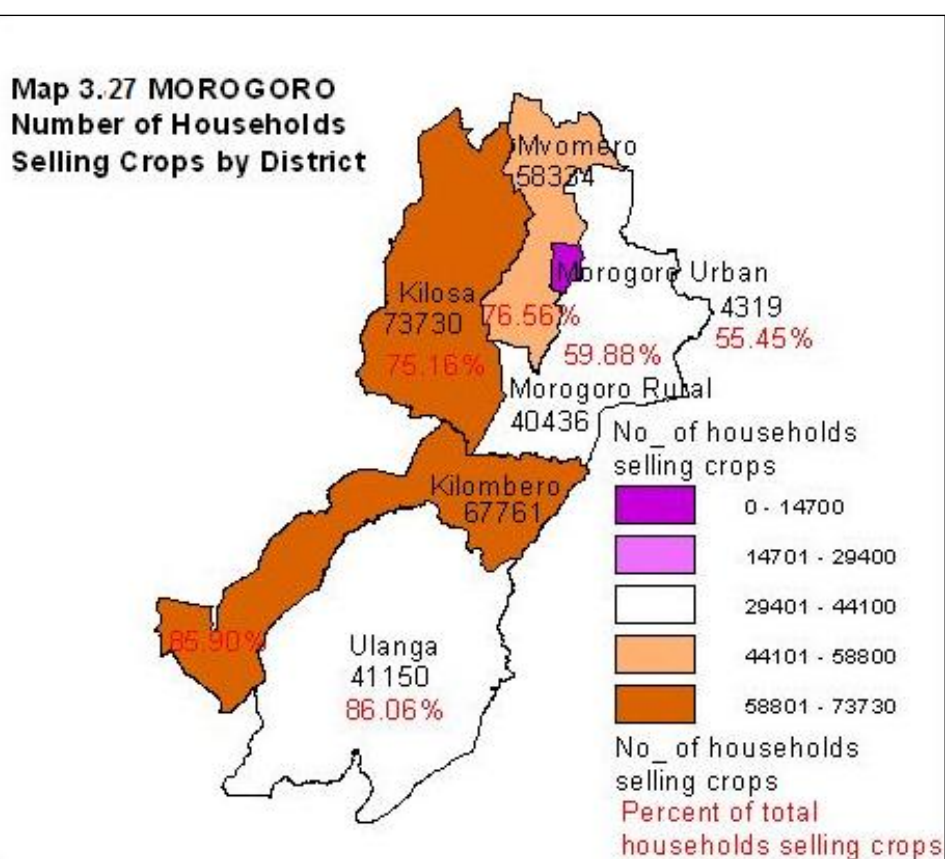 Map 3.27 MOROGORO
Number of Households
Selling Crops by District
Mvomero
58334
Morogoro Urban
4319
55.45%
Kilosa
73730
75.16%
76.56%
59.88%
Morogoro Rural
40436
Kilombero
67761
85.90%
Ulanga
41150
86.06%
No_ of households
selling crops
0 - 14700
14701 - 29400
29401 - 44100
44101 - 58800
58801 - 73730
No_ of households
selling crops
Percent of total
households selling crops